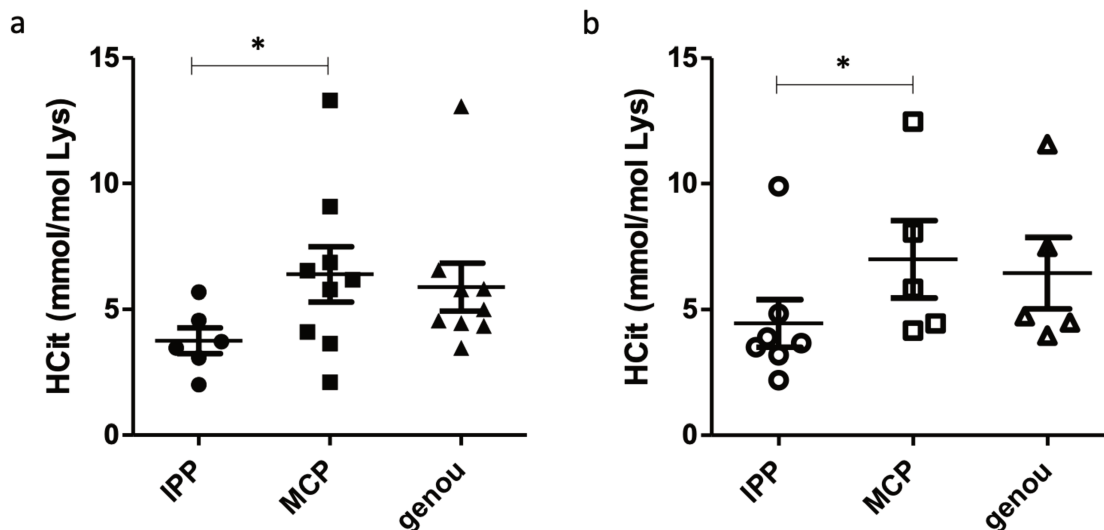 a
HCit (mmol/mol Lys)
15
10
5
0
*
IPP
MCP
genou
b
HCit (mmol/mol Lys)
15
10
5
0
*
IPP
MCP
genou